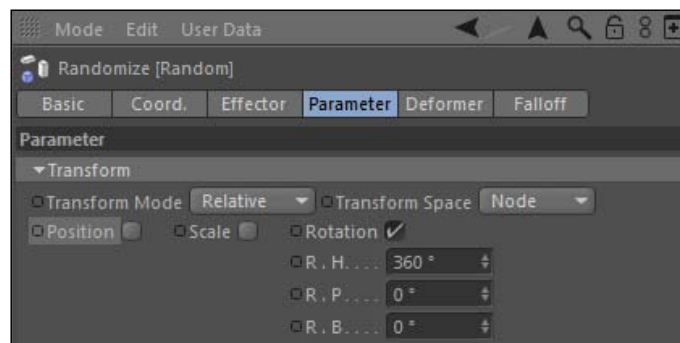 Mode Edit User Data
Randomize [Random]
Basic Coord. Effector Parameter Deformer Falloff
Parameter
Transform
Transform Mode Relative Transform Space Node
Position Scale Rotation
R . H. . . . 360 °
R . P. . . . 0 °
R . B. . . . 0 °